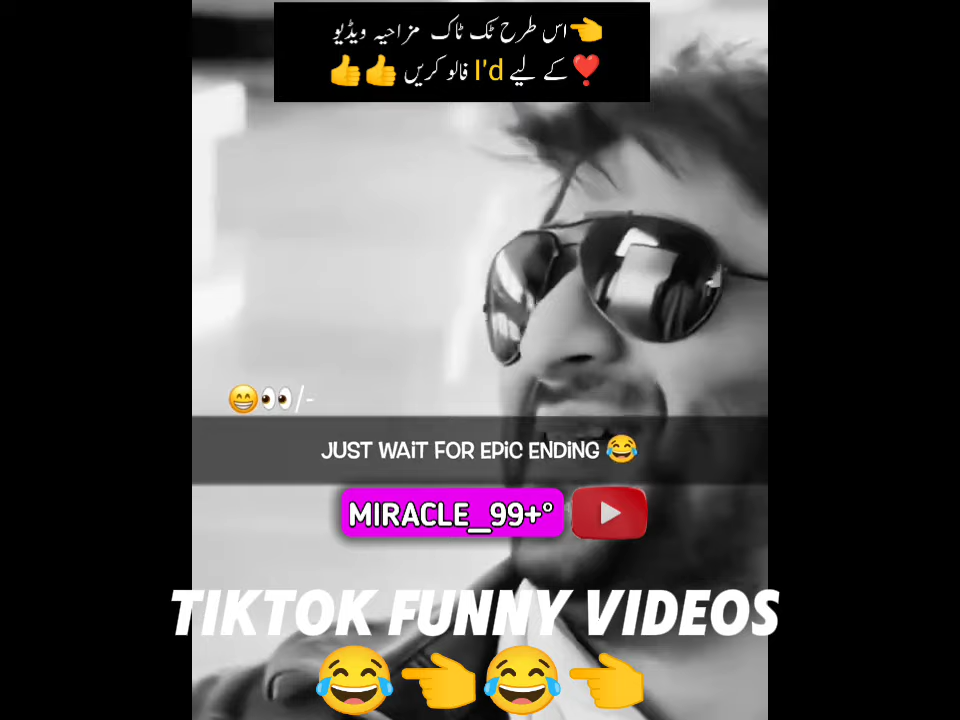 👈اس طرح ٹک ٹاک مزاحیہ ویڈیو
❣️کے لیے I'd فالو کریں 👍👍
😁👀/-
JUST WAIT FOR EPIC ENDING 😂
MIRACLE_99+°
TIKTOK FUNNY VIDEOS
😂👈😂👈